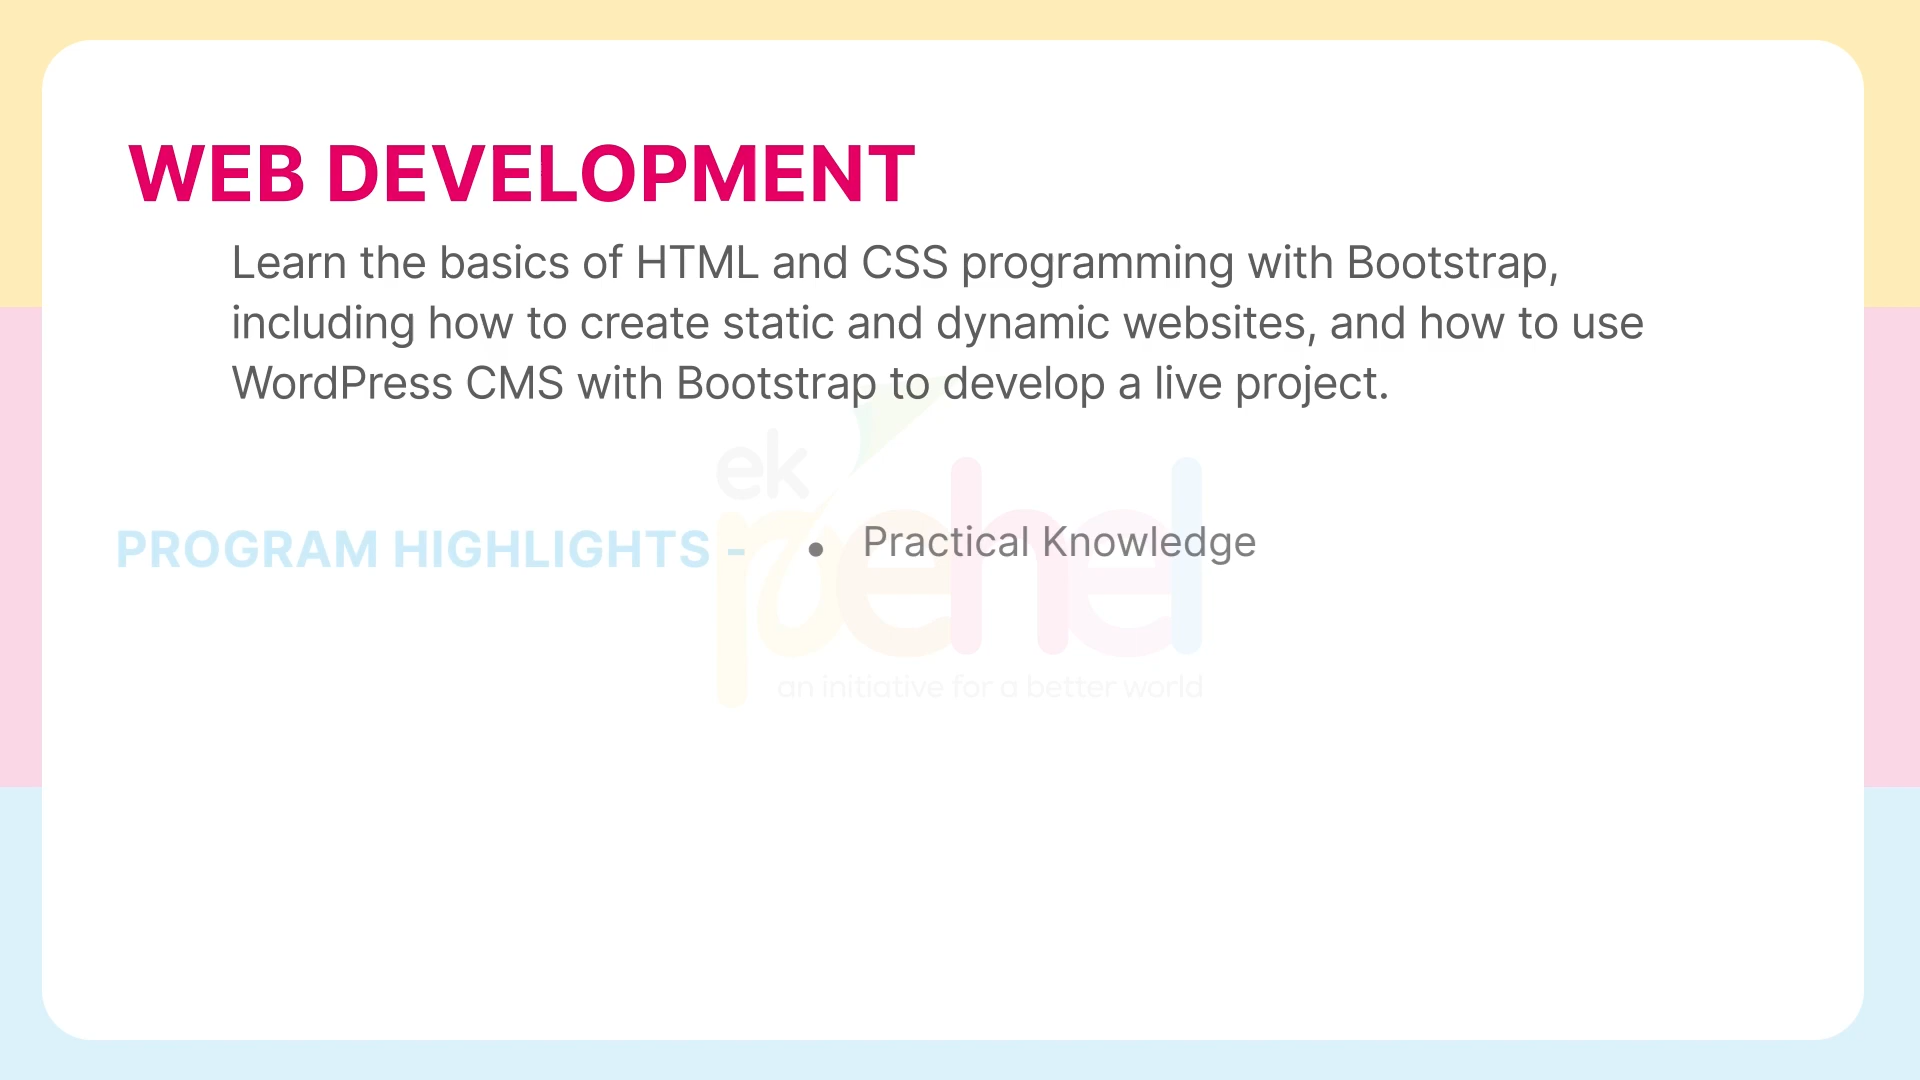 WEB DEVELOPMENT
Learn the basics of HTML and CSS programming with Bootstrap,
including how to create static and dynamic websites, and how to use
WordPress CMS with Bootstrap to develop a live project.
ek
pehel
an initiative for a better world
PROGRAM HIGHLIGHTS -
• Practical Knowledge